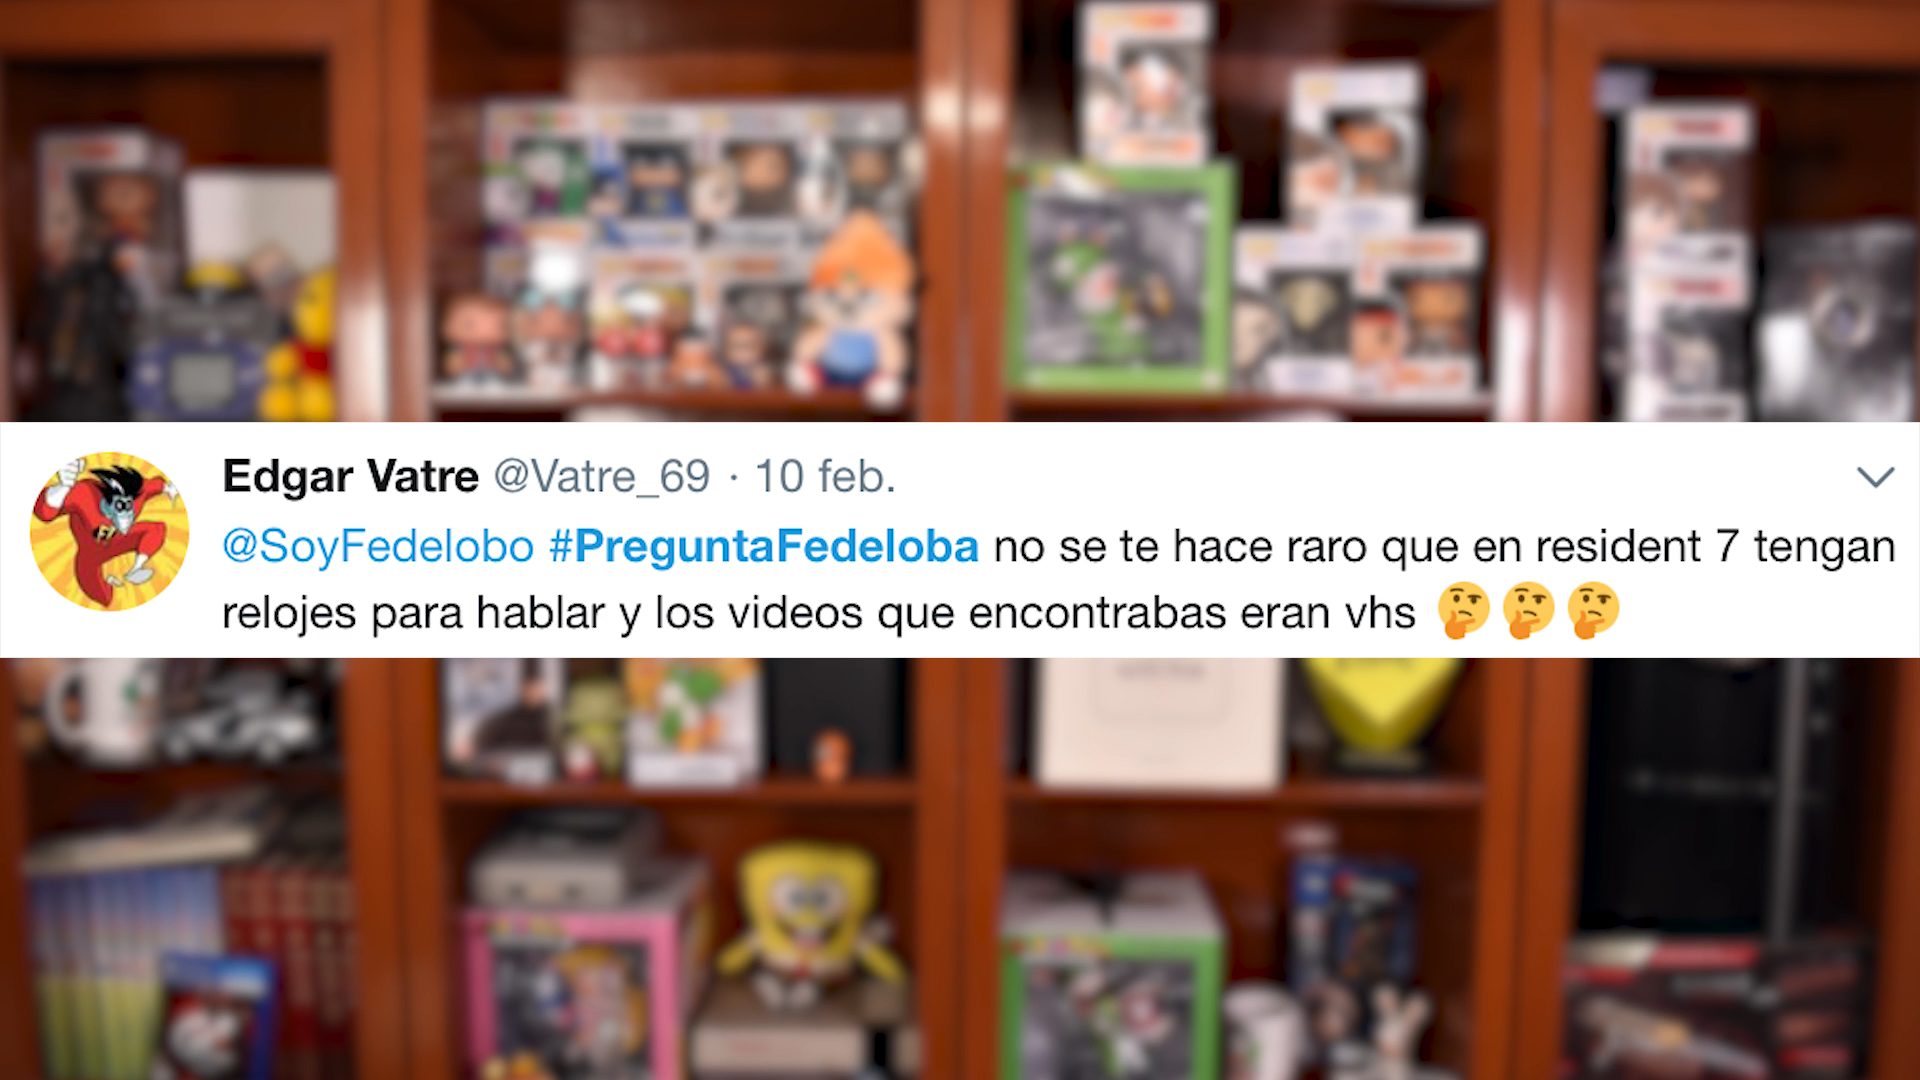 Edgar Vatre @Vatre_69 · 10 feb.
@SoyFedelobo #PreguntaFedeloba no se te hace raro que en resident 7 tengan
relojes para hablar y los videos que encontrabas eran vhs 🤔🤔🤔